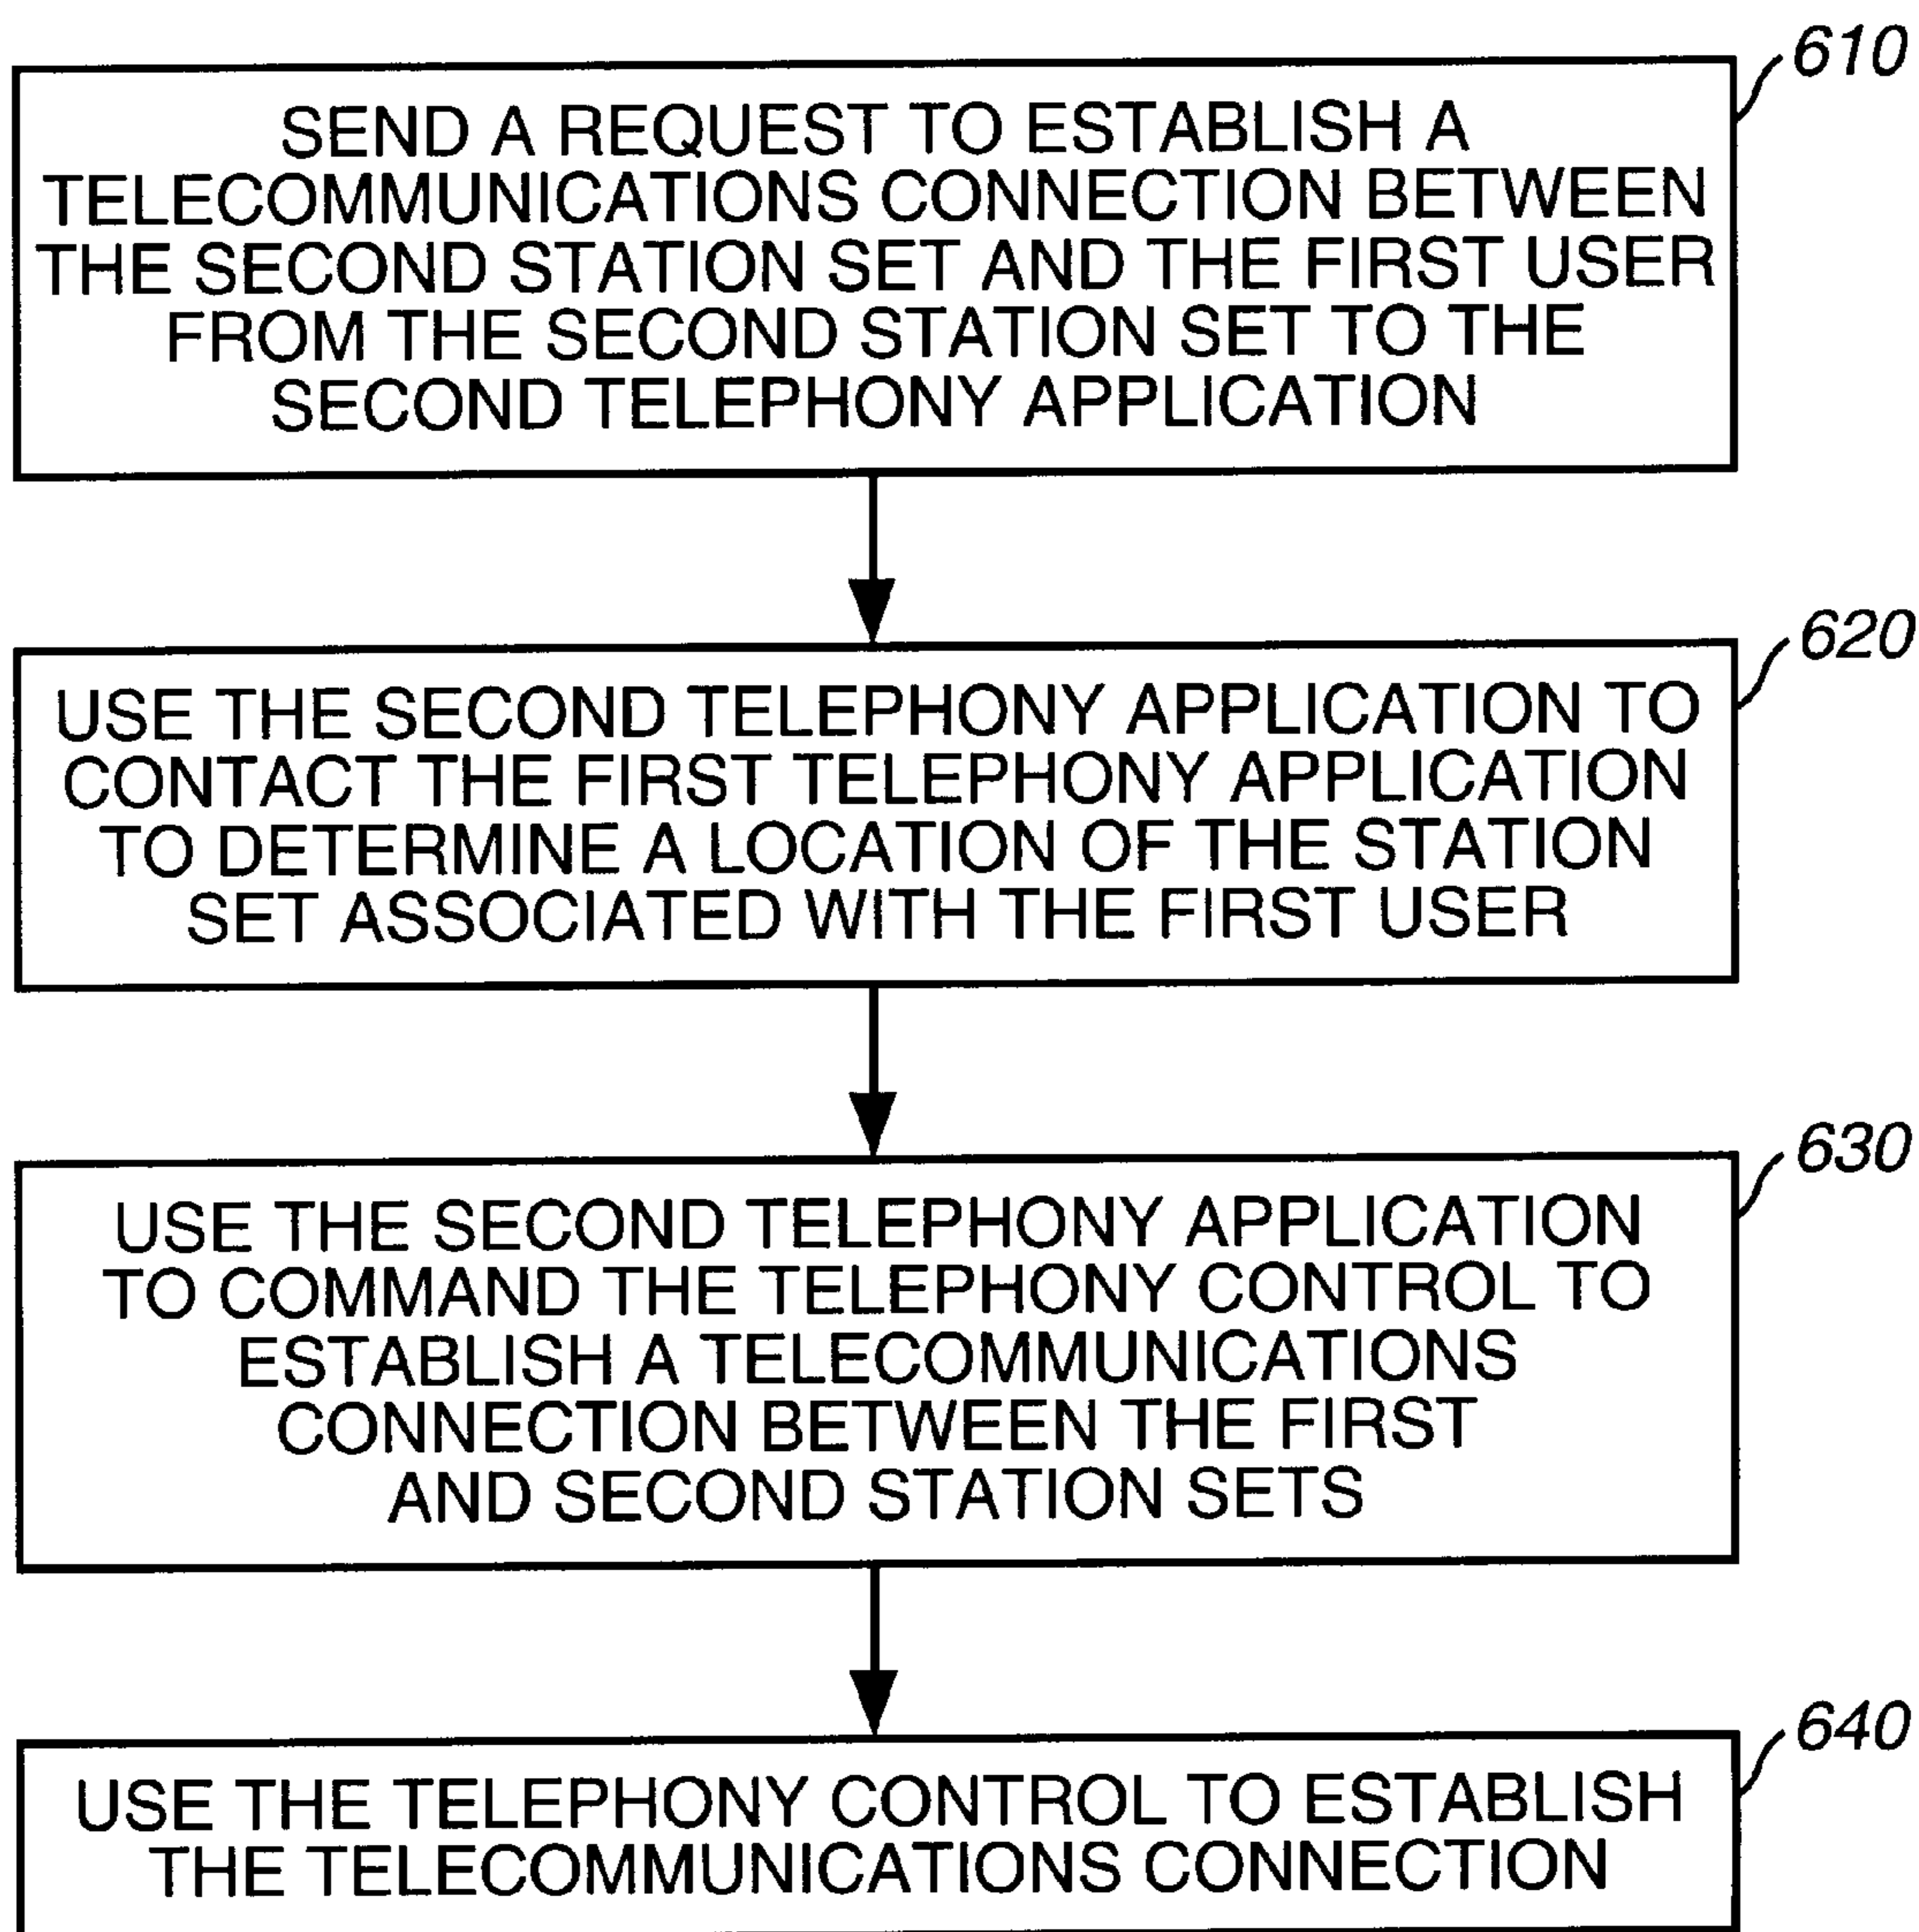 610
SEND A REQUEST TO ESTABLISH A
TELECOMMUNICATIONS CONNECTION BETWEEN
THE SECOND STATION SET AND THE FIRST USER
FROM THE SECOND STATION SET TO THE
SECOND TELEPHONY APPLICATION
620
USE THE SECOND TELEPHONY APPLICATION TO
CONTACT THE FIRST TELEPHONY APPLICATION
TO DETERMINE A LOCATION OF THE STATION
SET ASSOCIATED WITH THE FIRST USER
630
USE THE SECOND TELEPHONY APPLICATION
TO COMMAND THE TELEPHONY CONTROL TO
ESTABLISH A TELECOMMUNICATIONS
CONNECTION BETWEEN THE FIRST
AND SECOND STATION SETS
640
USE THE TELEPHONY CONTROL TO ESTABLISH
THE TELECOMMUNICATIONS CONNECTION